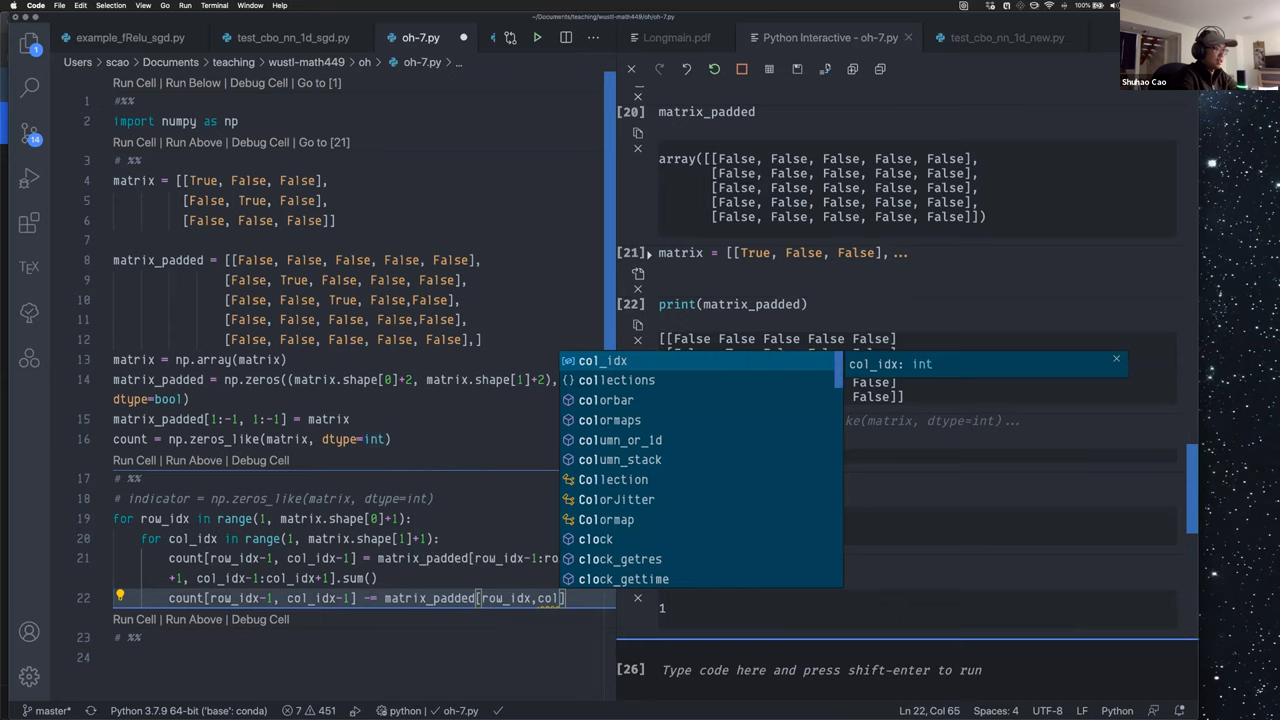 Code File Edit Selection View Go Run Terminal Window Help 100%
~/Documents/teaching/wustl-math449/oh/oh-7.py
example_fRelu_sgd.py test_cbo_nn_1d_sgd.py oh-7.py
Longmain.pdf Python Interactive - oh-7.py test_cbo_nn_1d_new.py
Shuhao Cao
Users > scao > Documents > teaching > wustl-math449 > oh > oh-7.py > ...
Run Cell | Run Below | Debug Cell | Go to [1]
1 #%%
2 import numpy as np
Run Cell | Run Above | Debug Cell | Go to [21]
3 # %%
4 matrix = [[True, False, False],
5 [False, True, False],
6 [False, False, False]]
7
8 matrix_padded = [[False, False, False, False, False],
9 [False, True, False, False, False],
10 [False, False, True, False,False],
11 [False, False, False, False,False],
12 [False, False, False, False, False],]
13 matrix = np.array(matrix)
14 matrix_padded = np.zeros((matrix.shape[0]+2, matrix.shape[1]+2),
dtype=bool)
15 matrix_padded[1:-1, 1:-1] = matrix
16 count = np.zeros_like(matrix, dtype=int)
Run Cell | Run Above | Debug Cell
17 # %%
18 # indicator = np.zeros_like(matrix, dtype=int)
19 for row_idx in range(1, matrix.shape[0]+1):
20 for col_idx in range(1, matrix.shape[1]+1):
21 count[row_idx-1, col_idx-1] = matrix_padded[row_idx-1:ro
+1, col_idx-1:col_idx+1].sum()
22 count[row_idx-1, col_idx-1] -= matrix_padded[row_idx,col]
Run Cell | Run Above | Debug Cell
23 # %%
24
1
14
TEX
[20] matrix_padded
array([[False, False, False, False, False],
[False, False, False, False, False],
[False, False, False, False, False],
[False, False, False, False, False],
[False, False, False, False, False]])
[21] matrix = [[True, False, False], ...
[22] print(matrix_padded)
[[False False False False False]
False]
False]]
ke(matrix, dtype=int)...
1
[26] Type code here and press shift-enter to run
col_idx
collections
colorbar
colormaps
column_or_1d
column_stack
Collection
ColorJitter
Colormap
clock
clock_getres
clock_gettime
col_idx: int
master* Python 3.7.9 64-bit ('base': conda) 7 451 python oh-7.py Ln 22, Col 65 Spaces: 4 UTF-8 LF Python